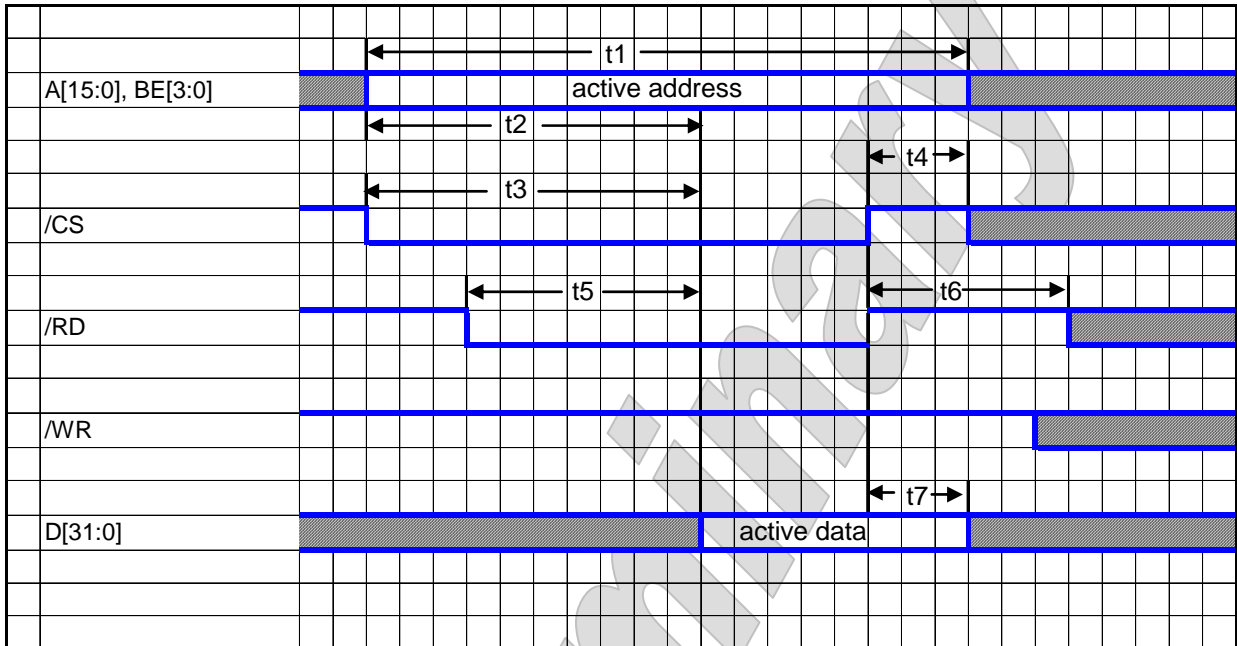 t1
A[15:0], BE[3:0] active address
t2
t4
t3
/CS
t5 t6
/RD
/WR
t7
D[31:0] active data
minary